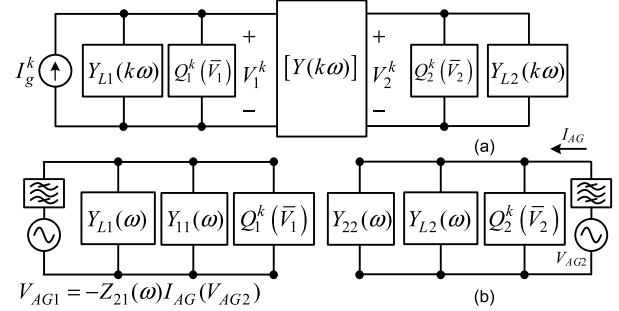 I_g^k
Y_{L1}(kω)
Q_1^k(V̅_1)
+
V_1^k
−
[Y(kω)]
+
V_2^k
−
Q_2^k(V̅_2)
Y_{L2}(kω)
(a)
I_{AG}
Y_{L1}(ω)
Y_{11}(ω)
Q_1^k(V̅_1)
Y_{22}(ω)
Y_{L2}(ω)
Q_2^k(V̅_2)
V_{AG2}
V_{AG1} = −Z_{21}(ω)I_{AG}(V_{AG2})
(b)